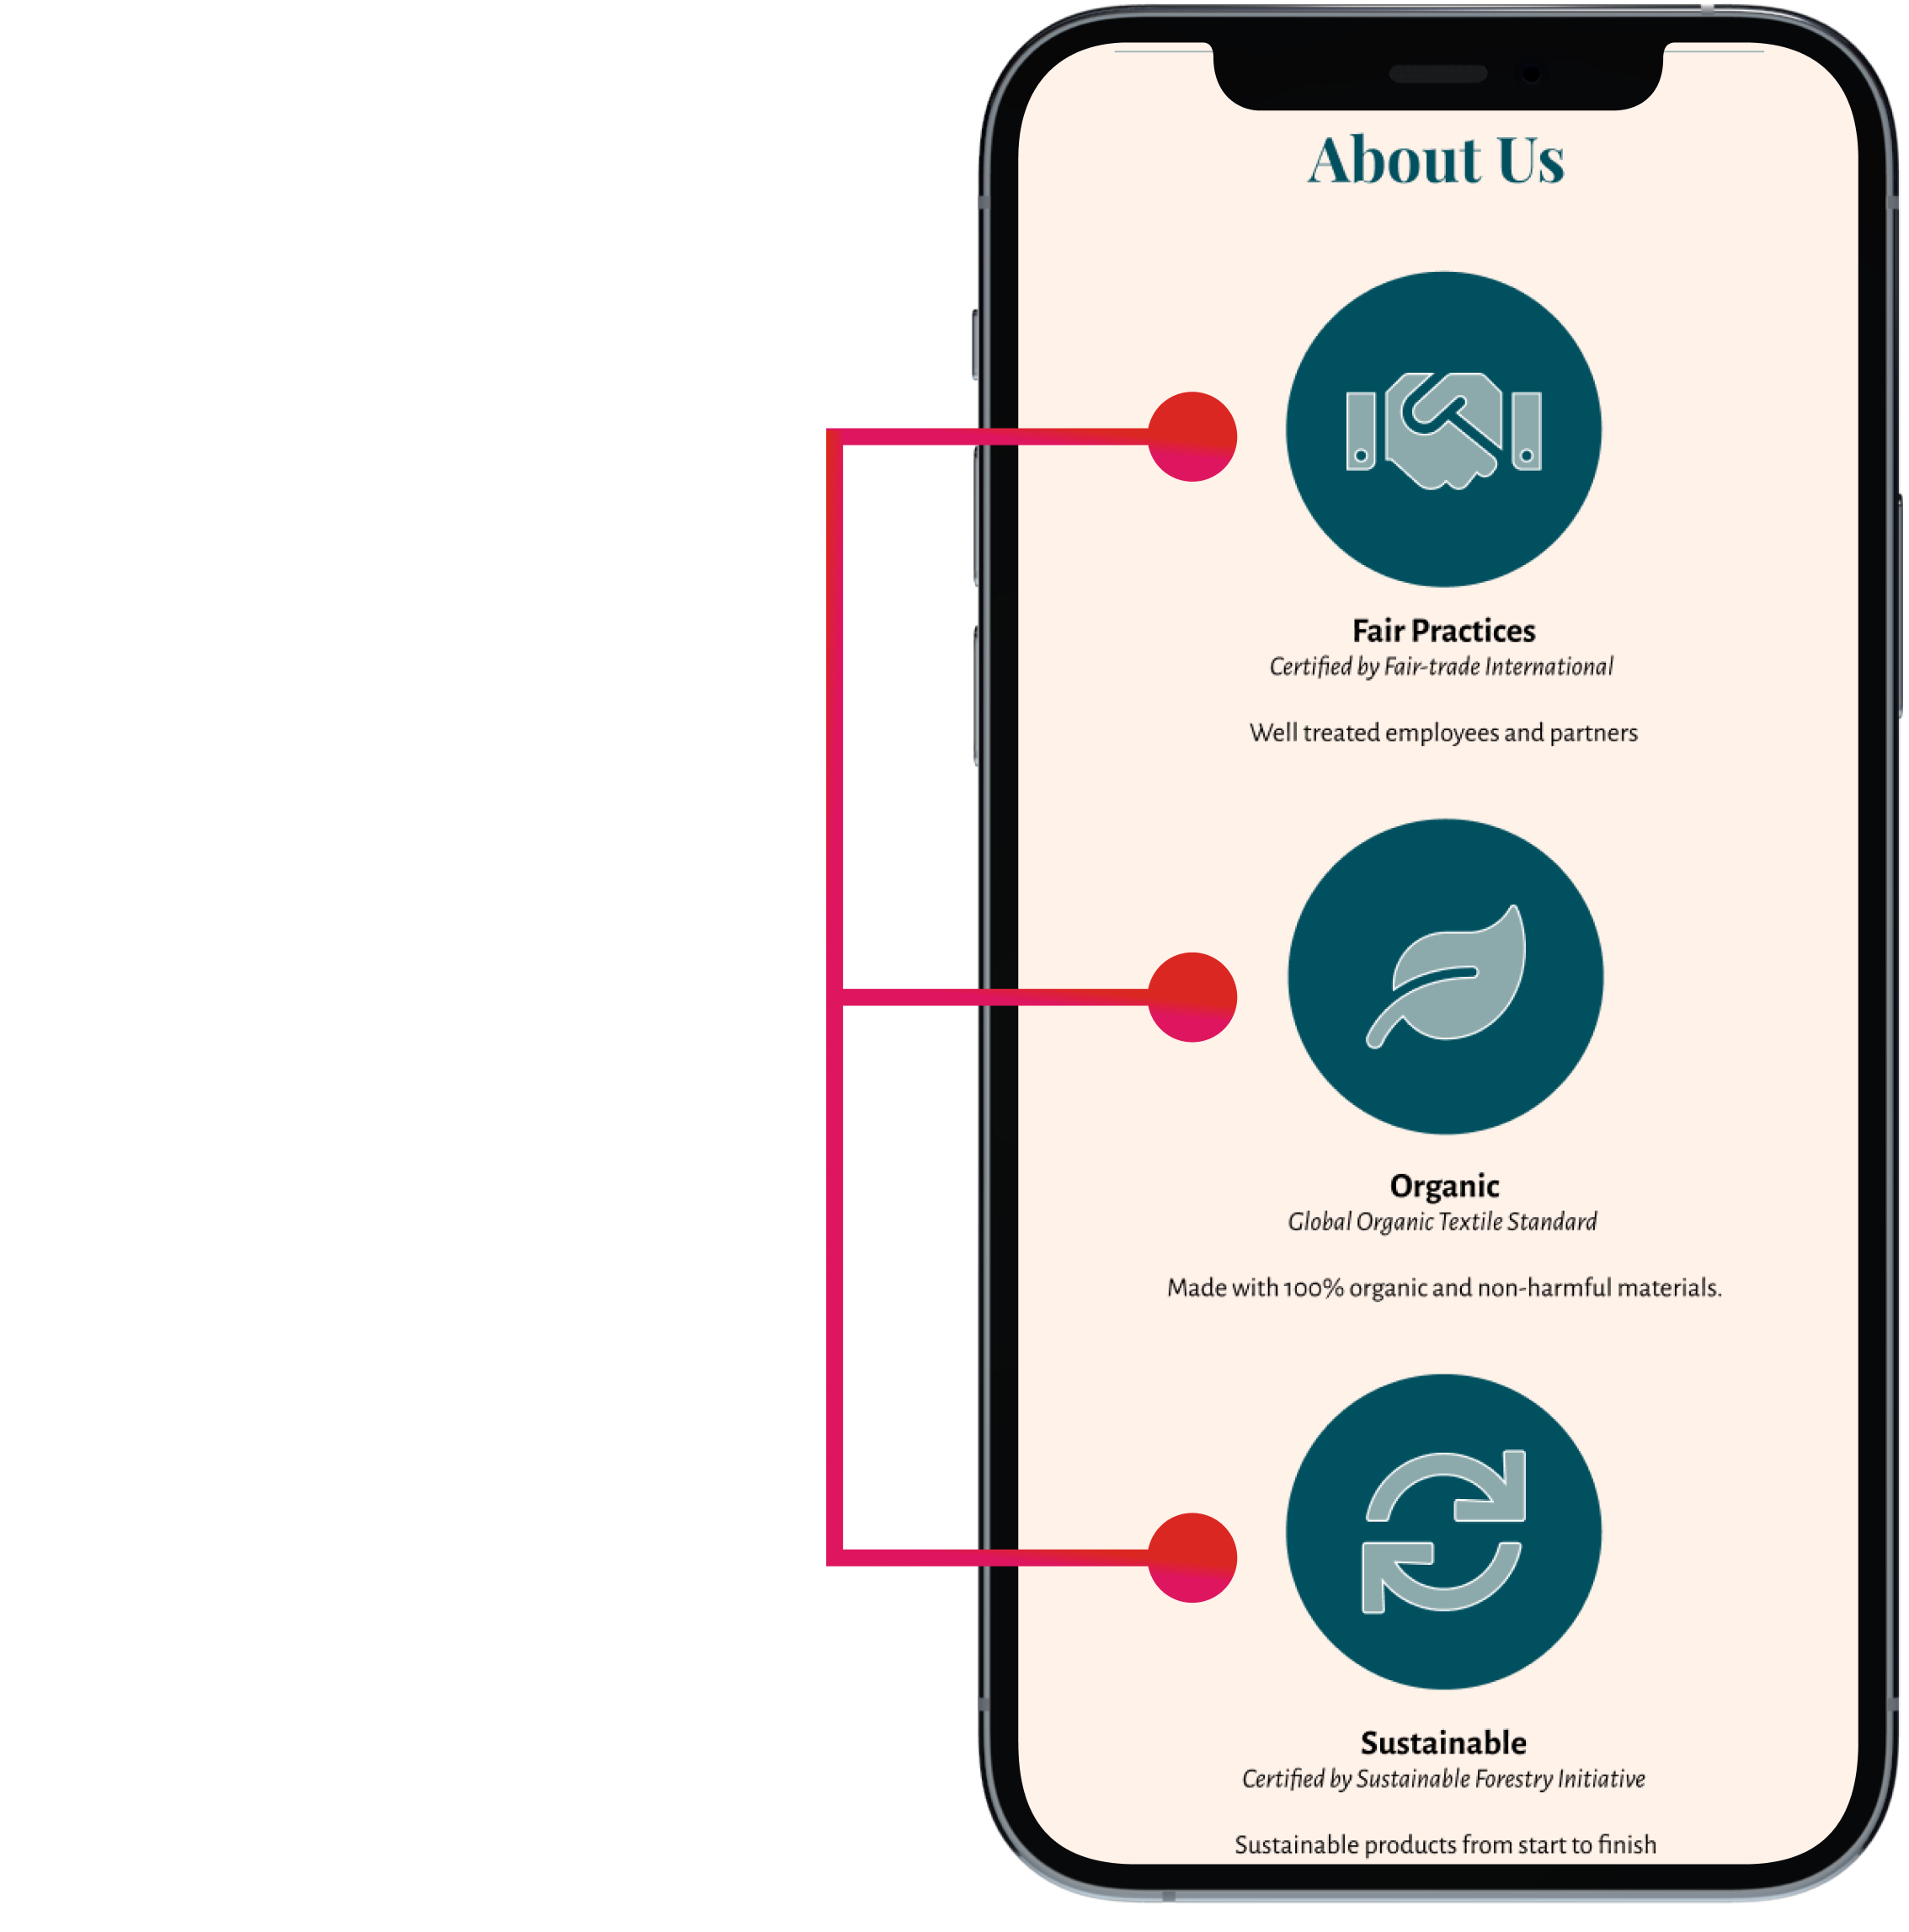 About Us
Fair Practices
Certified by Fair-trade International
Well treated employees and partners
Organic
Global Organic Textile Standard
Made with 100% organic and non-harmful materials.
Sustainable
Certified by Sustainable Forestry Initiative
Sustainable products from start to finish